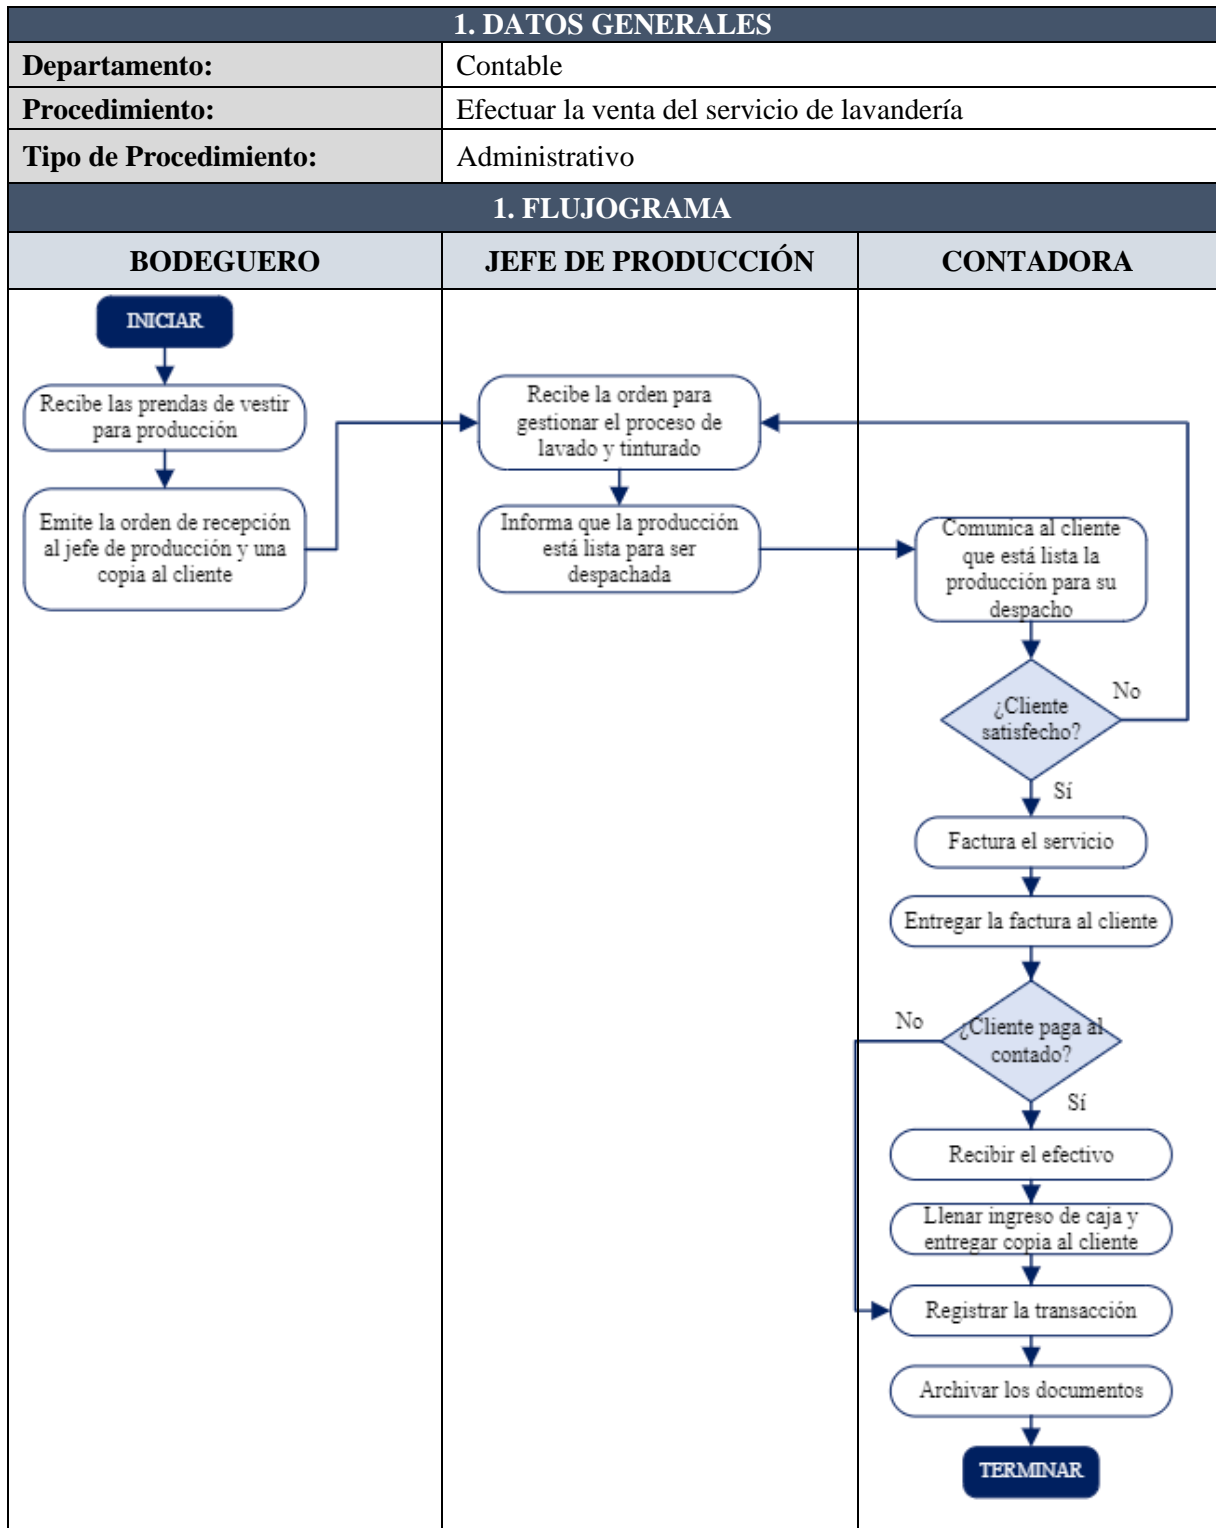 1. DATOS GENERALES
Departamento:
Contable
Procedimiento:
Efectuar la venta del servicio de lavandería
Tipo de Procedimiento:
Administrativo
1. FLUJOGRAMA
BODEGUERO
JEFE DE PRODUCCIÓN
CONTADORA
INICIAR
Recibe las prendas de vestir
para producción
Emite la orden de recepción
al jefe de producción y una
copia al cliente
Recibe la orden para
gestionar el proceso de
lavado y tinturado
Informa que la producción
está lista para ser
despachada
Comunica al cliente
que está lista la
producción para su
despacho
¿Cliente
satisfecho?
No
Sí
Factura el servicio
Entregar la factura al cliente
¿Cliente paga al
contado?
No
Sí
Recibir el efectivo
Llenar ingreso de caja y
entregar copia al cliente
Registrar la transacción
Archivar los documentos
TERMINAR